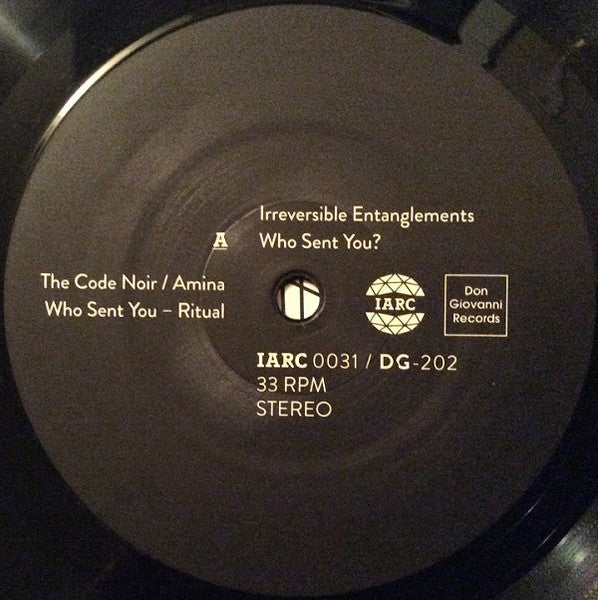 Irreversible Entanglements
A
Who Sent You?
The Code Noir / Amina
Who Sent You – Ritual
IARC
Don
Giovanni
Records
IARC 0031 / DG-202
33 RPM
STEREO